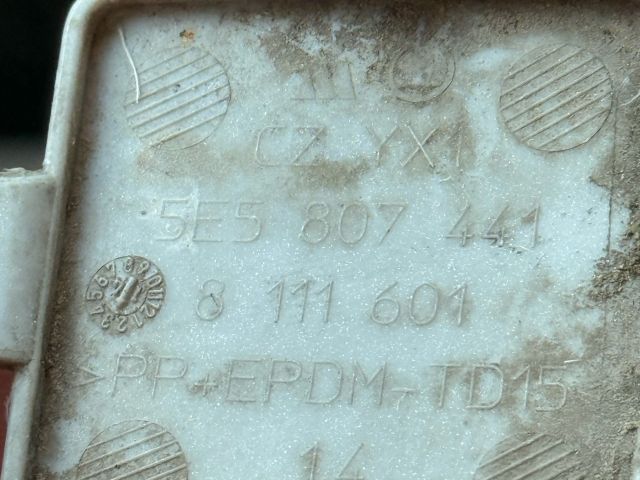 CZ YX1
5E5 807 441
8 111 601
>PP+EPDM-TD15<
14